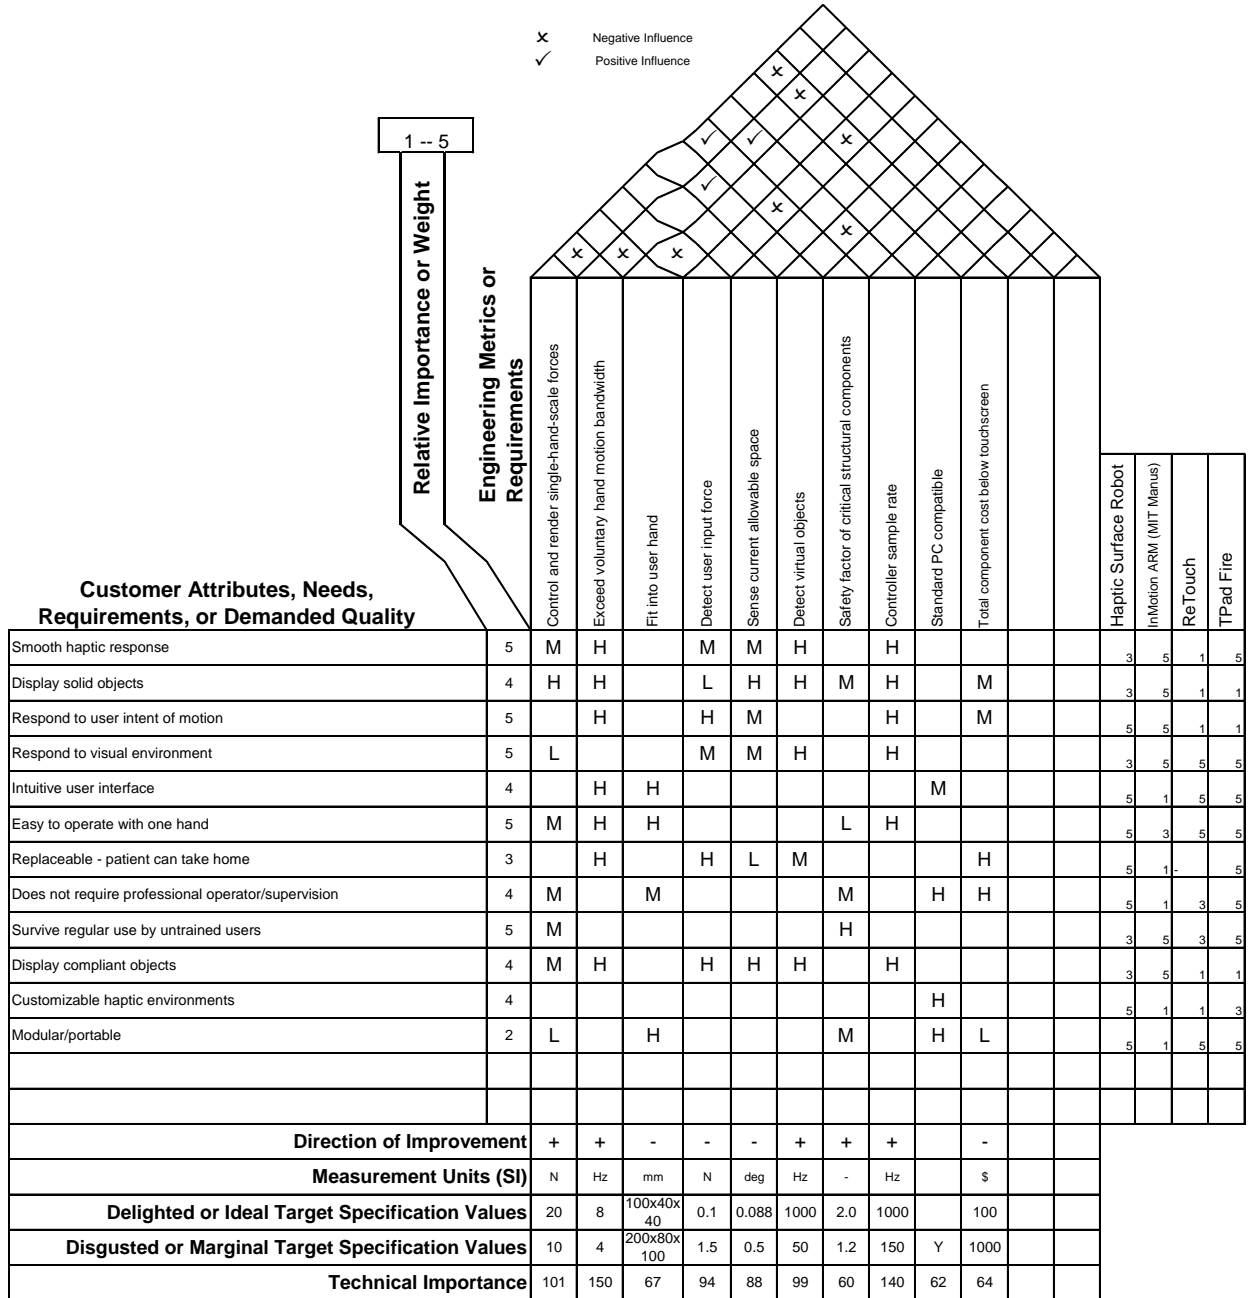 x Negative Influence
✓ Positive Influence
x
x
✓ ✓ x
✓
x
x
x x x
1 -- 5
Relative Importance or Weight
Engineering Metrics or
Requirements
Control and render single-hand-scale forces
Exceed voluntary hand motion bandwidth
Fit into user hand
Detect user input force
Sense current allowable space
Detect virtual objects
Safety factor of critical structural components
Controller sample rate
Standard PC compatible
Total component cost below touchscreen
Haptic Surface Robot
InMotion ARM (MIT Manus)
ReTouch
TPad Fire
Customer Attributes, Needs,
Requirements, or Demanded Quality
Smooth haptic response 5 M H M M H H 3 5 1 5
Display solid objects 4 H H L H H M H M 3 5 1 1
Respond to user intent of motion 5 H H M H M 5 5 1 1
Respond to visual environment 5 L M M H H 3 5 5 5
Intuitive user interface 4 H H M 5 1 5 5
Easy to operate with one hand 5 M H H L H 5 3 5 5
Replaceable - patient can take home 3 H H L M H 5 1 - 5
Does not require professional operator/supervision 4 M M M H H 5 1 3 5
Survive regular use by untrained users 5 M H 3 5 3 5
Display compliant objects 4 M H H H H H 3 5 1 1
Customizable haptic environments 4 H 5 1 1 3
Modular/portable 2 L H M H L 5 1 5 5
Direction of Improvement + + - - - + + + -
Measurement Units (SI) N Hz mm N deg Hz - Hz $
Delighted or Ideal Target Specification Values 20 8 100x40x 0.1 0.088 1000 2.0 1000 100
40
Disgusted or Marginal Target Specification Values 10 4 200x80x 1.5 0.5 50 1.2 150 Y 1000
100
Technical Importance 101 150 67 94 88 99 60 140 62 64